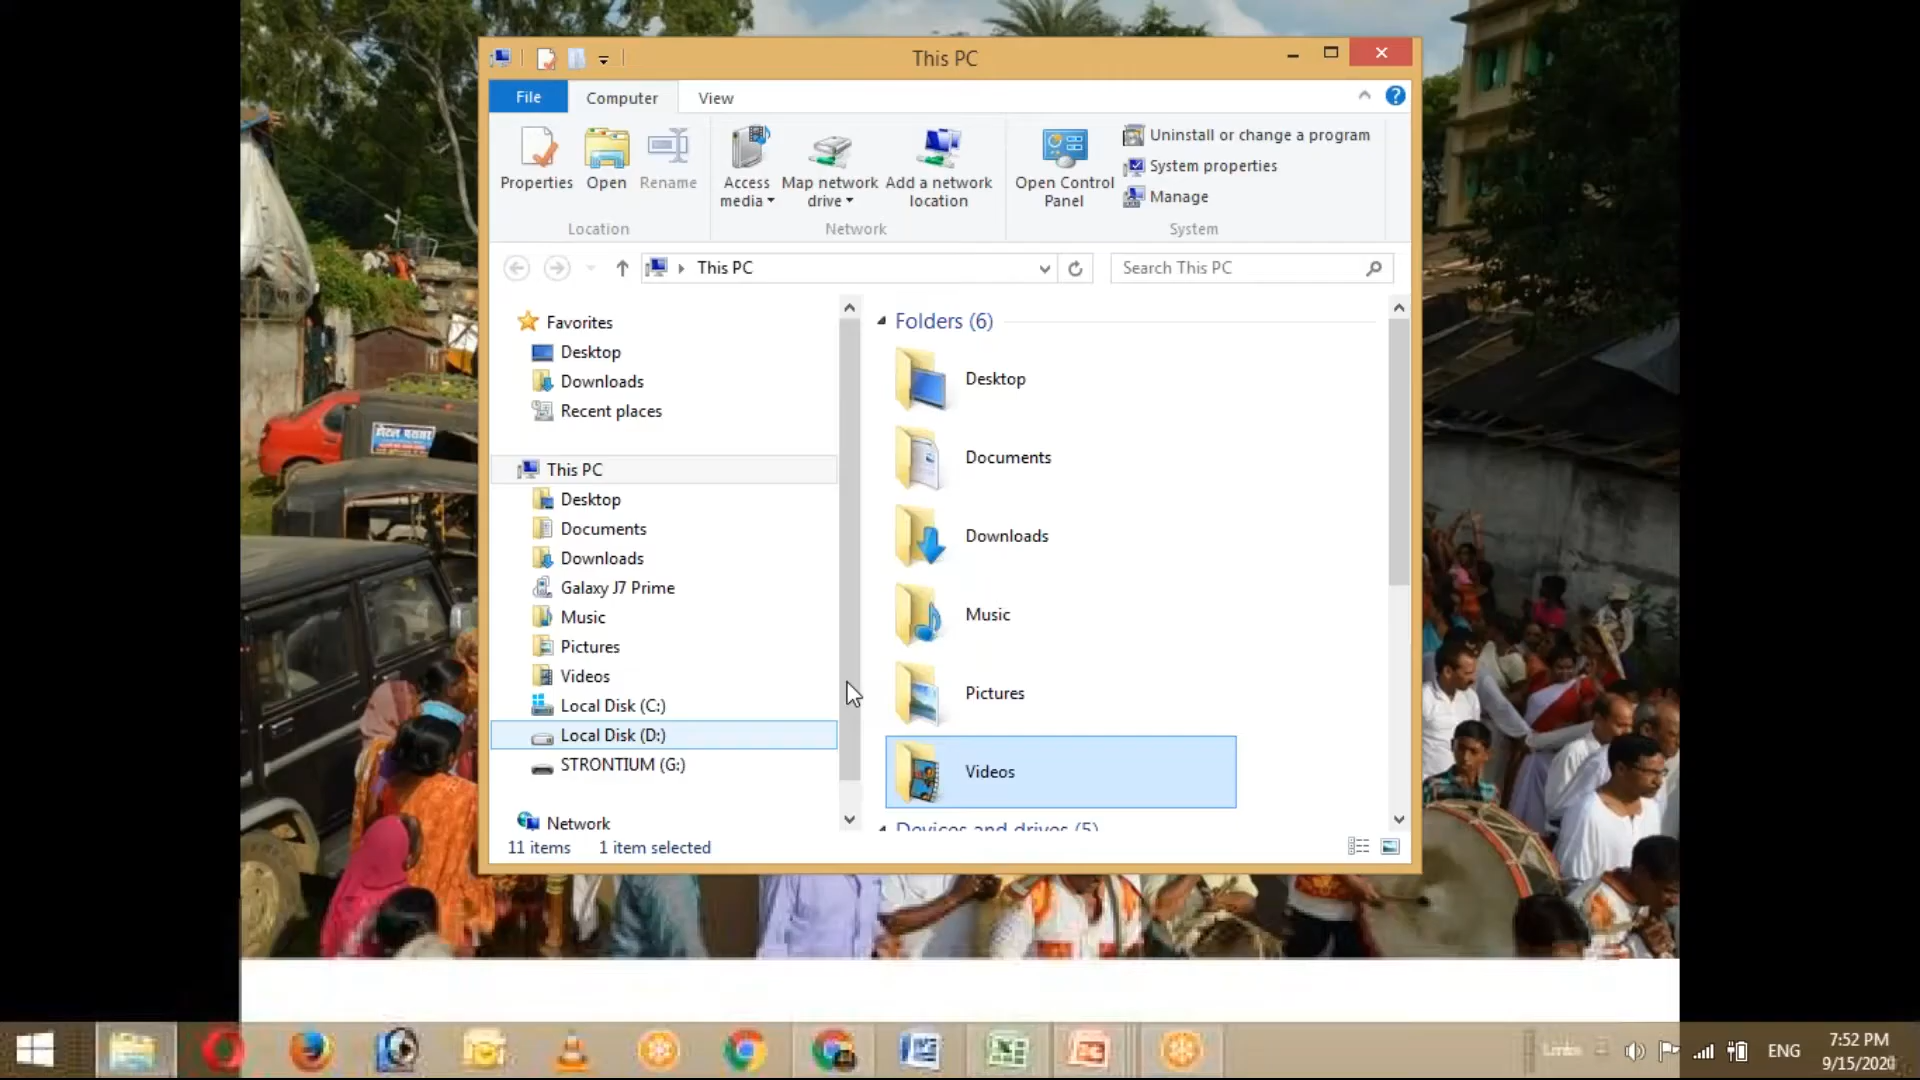 This PC
File
Computer
View
Properties
Open
Rename
Access media
Map network drive
Add a network location
Open Control Panel
Uninstall or change a program
System properties
Manage
Location
Network
System
This PC
Search This PC
Favorites
Desktop
Downloads
Recent places
This PC
Desktop
Documents
Downloads
Galaxy J7 Prime
Music
Pictures
Videos
Local Disk (C:)
Local Disk (D:)
STRONTIUM (G:)
Network
Folders (6)
Desktop
Documents
Downloads
Music
Pictures
Videos
Devices and drives (5)
11 items
1 item selected
ENG
7:52 PM
9/15/2020